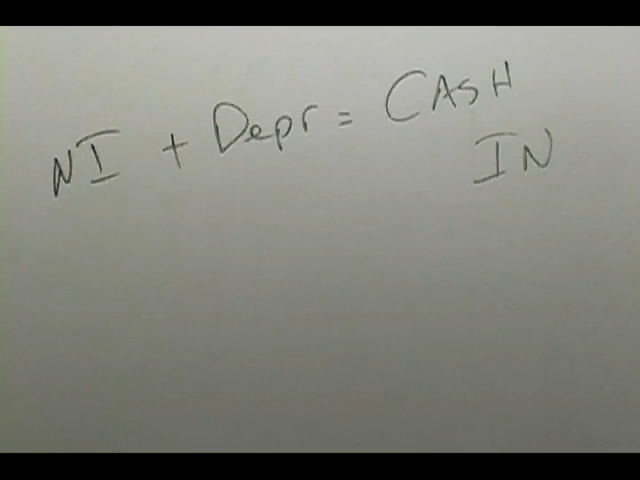 NI + Depr = CASH
IN